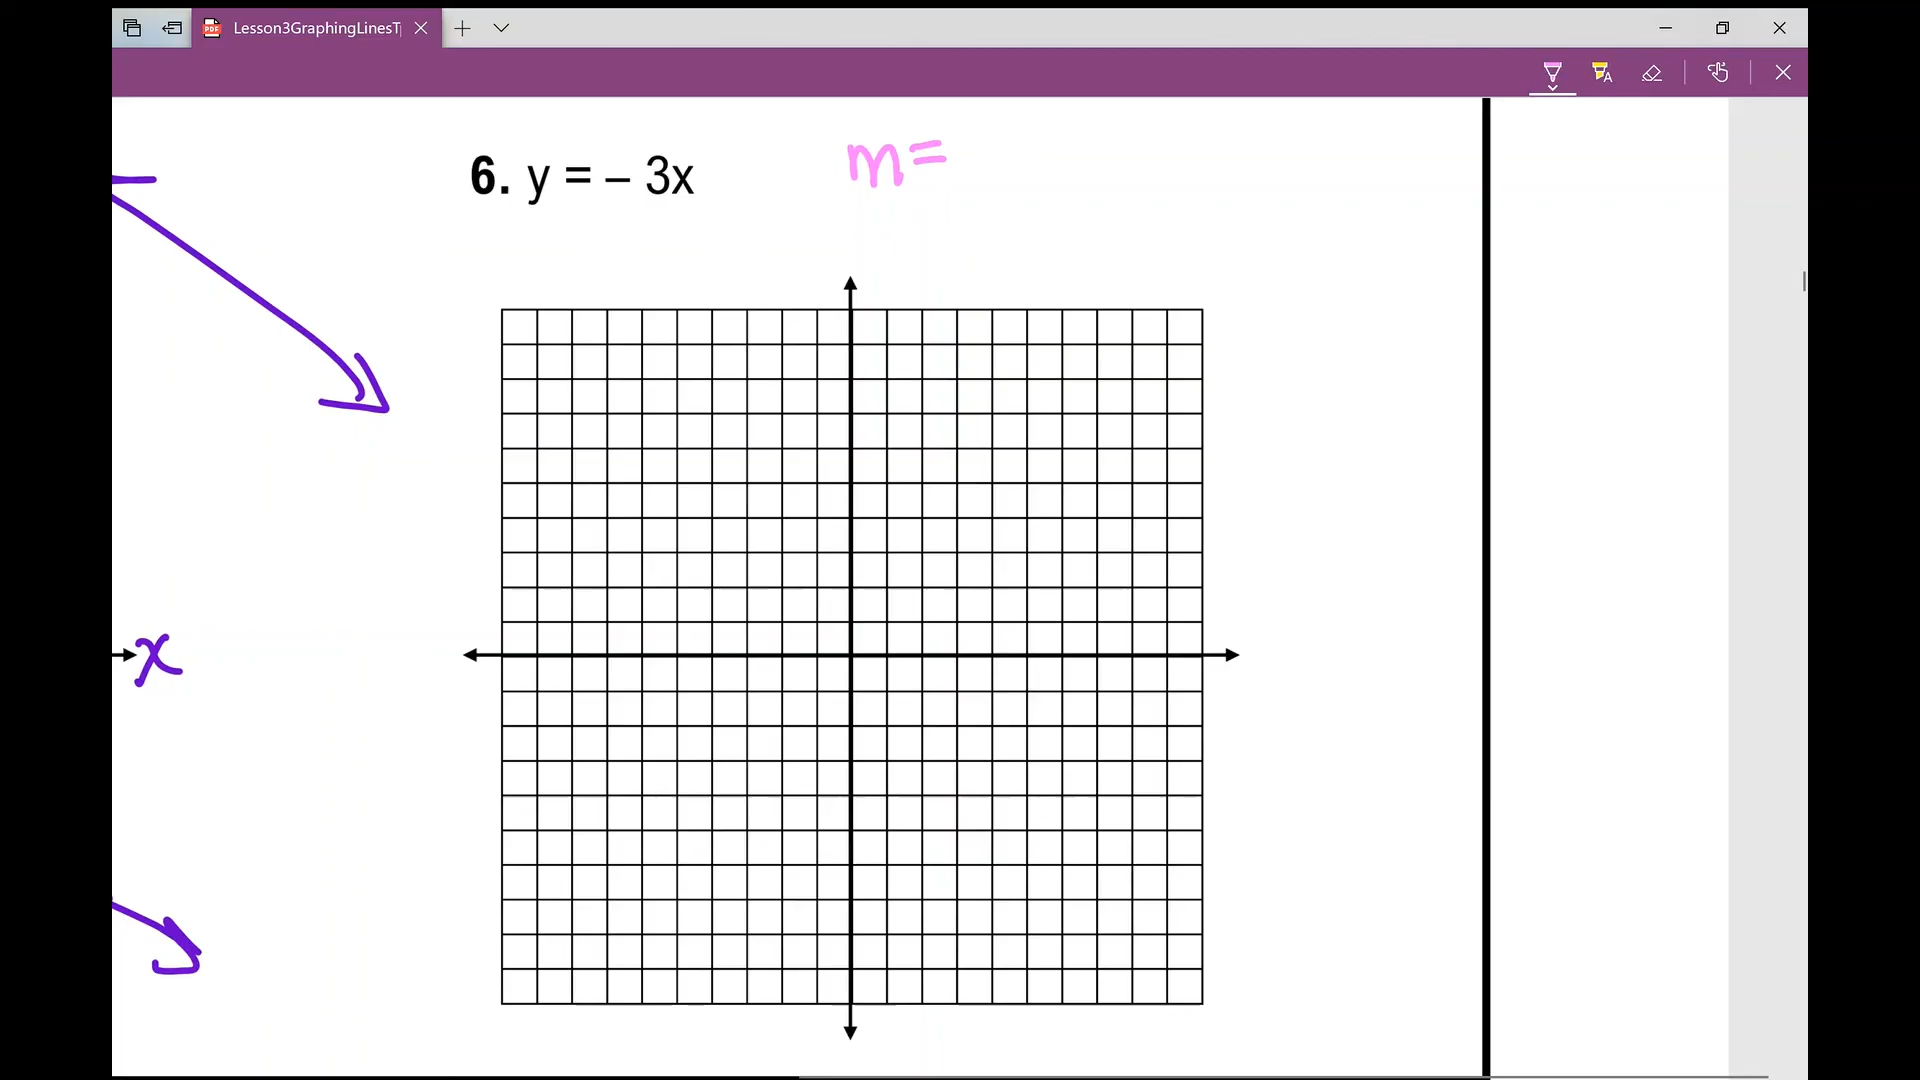 Lesson3GraphingLinesT
6. y = – 3x
m=
x